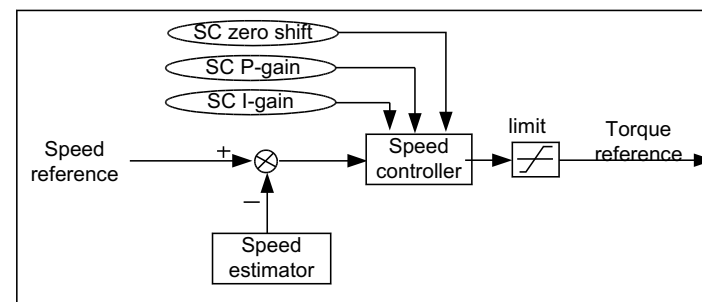 SC zero shift
SC P-gain
SC I-gain
Speed
reference
+
−
Speed
estimator
Speed
controller
limit
Torque
reference